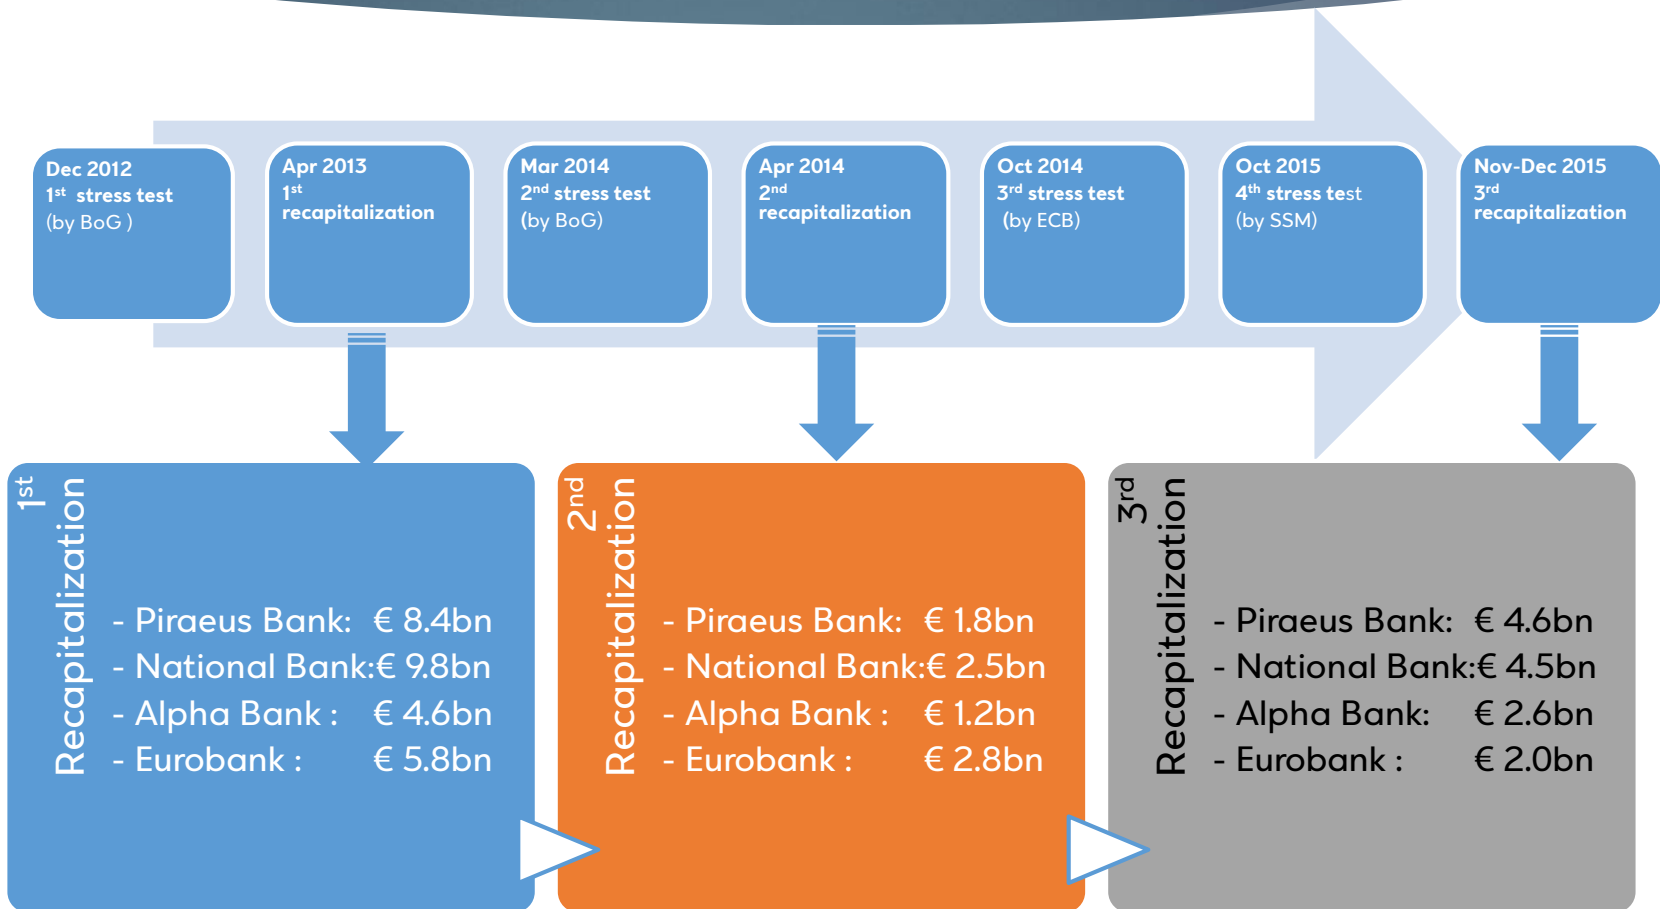 Dec 2012
1st stress test
(by BoG )
Apr 2013
1st
recapitalization
Mar 2014
2nd stress test
(by BoG)
Apr 2014
2nd
recapitalization
Oct 2014
3rd stress test
(by ECB)
Oct 2015
4th stress test
(by SSM)
Nov-Dec 2015
3rd
recapitalization
1st
Recapitalization
- Piraeus Bank: € 8.4bn
- National Bank:€ 9.8bn
- Alpha Bank : € 4.6bn
- Eurobank : € 5.8bn
2nd
Recapitalization
- Piraeus Bank: € 1.8bn
- National Bank:€ 2.5bn
- Alpha Bank : € 1.2bn
- Eurobank : € 2.8bn
3rd
Recapitalization
- Piraeus Bank: € 4.6bn
- National Bank:€ 4.5bn
- Alpha Bank: € 2.6bn
- Eurobank : € 2.0bn